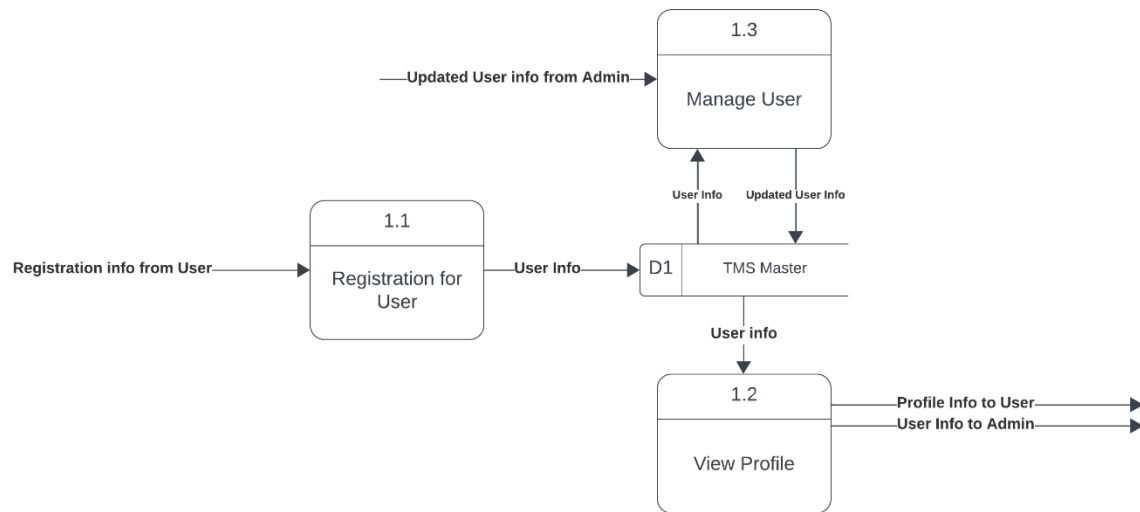 1.3
Updated User info from Admin
Manage User
User Info
Updated User Info
1.1
Registration info from User
Registration for
User
User Info
D1
TMS Master
User info
1.2
Profile Info to User
User Info to Admin
View Profile